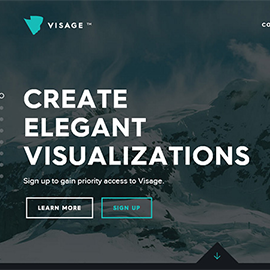 VISAGE ™
CREATE
ELEGANT
VISUALIZATIONS
Sign up to gain priority access to Visage.
LEARN MORE
SIGN UP